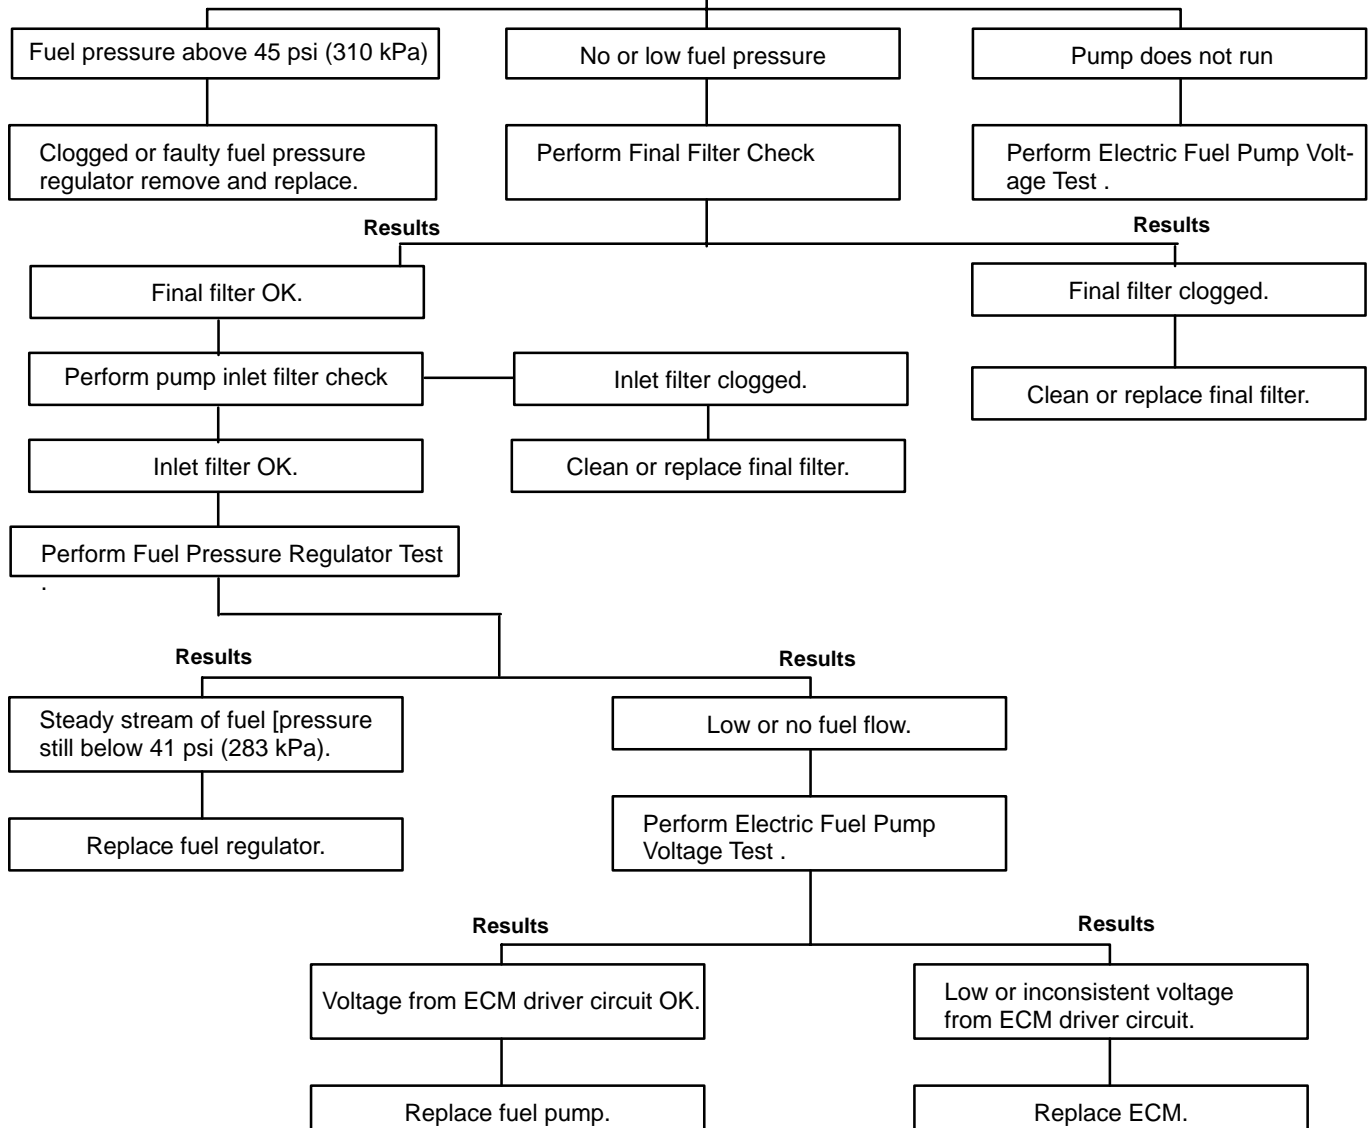 Fuel pressure above 45 psi (310 kPa)
No or low fuel pressure
Pump does not run
Clogged or faulty fuel pressure
regulator remove and replace.
Perform Final Filter Check
Perform Electric Fuel Pump Volt-
age Test .
Results
Results
Final filter OK.
Final filter clogged.
Perform pump inlet filter check
Inlet filter clogged.
Clean or replace final filter.
Inlet filter OK.
Clean or replace final filter.
Perform Fuel Pressure Regulator Test
.
Results
Results
Steady stream of fuel [pressure
still below 41 psi (283 kPa).
Low or no fuel flow.
Replace fuel regulator.
Perform Electric Fuel Pump
Voltage Test .
Results
Results
Voltage from ECM driver circuit OK.
Low or inconsistent voltage
from ECM driver circuit.
Replace fuel pump.
Replace ECM.